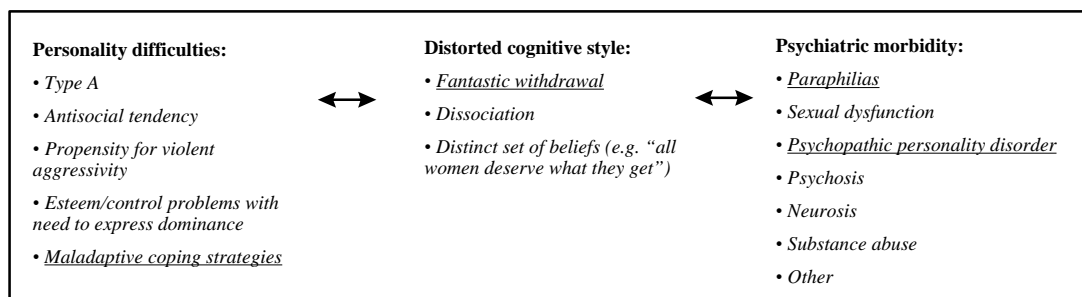 Personality difficulties:
• Type A
• Antisocial tendency
• Propensity for violent
aggressivity
• Esteem/control problems with
need to express dominance
• Maladaptive coping strategies
Distorted cognitive style:
• Fantastic withdrawal
• Dissociation
• Distinct set of beliefs (e.g. “all
women deserve what they get”)
Psychiatric morbidity:
• Paraphilias
• Sexual dysfunction
• Psychopathic personality disorder
• Psychosis
• Neurosis
• Substance abuse
• Other